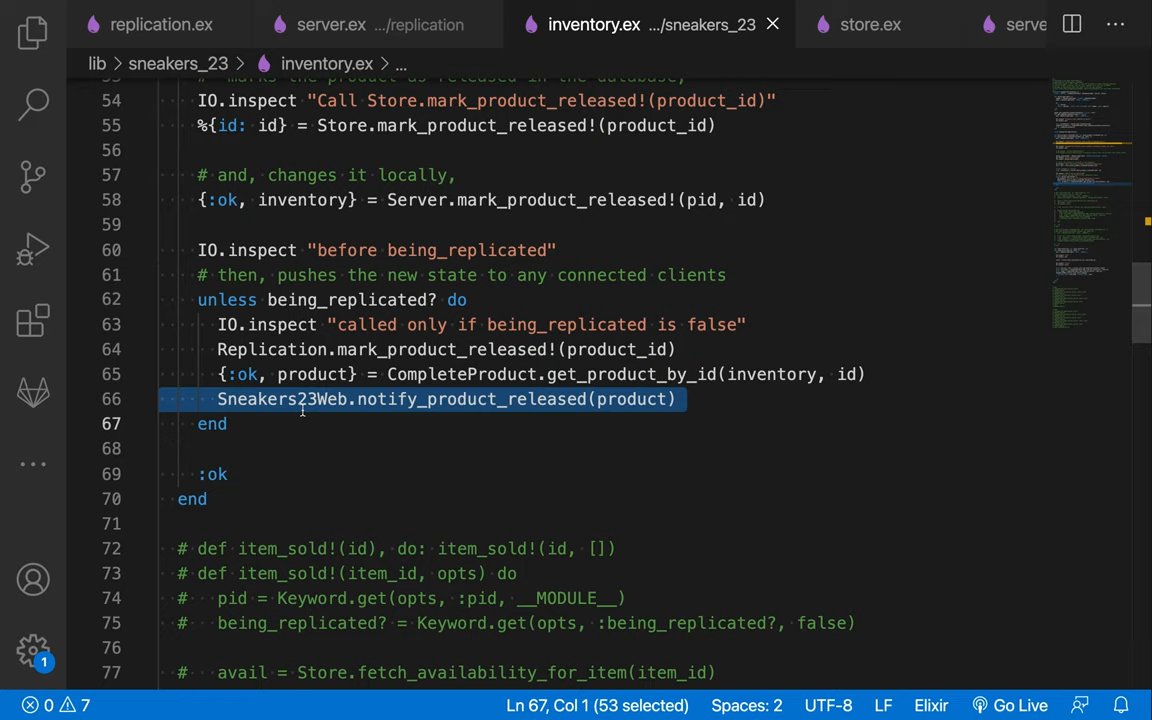 replication.ex server.ex .../replication inventory.ex .../sneakers_23 store.ex serve
lib > sneakers_23 > inventory.ex > ...
54 IO.inspect "Call Store.mark_product_released!(product_id)"
55 %{id: id} = Store.mark_product_released!(product_id)
56
57 # and, changes it locally,
58 {:ok, inventory} = Server.mark_product_released!(pid, id)
59
60 IO.inspect "before being_replicated"
61 # then, pushes the new state to any connected clients
62 unless being_replicated? do
63 IO.inspect "called only if being_replicated is false"
64 Replication.mark_product_released!(product_id)
65 {:ok, product} = CompleteProduct.get_product_by_id(inventory, id)
66 Sneakers23Web.notify_product_released(product)
67 end
68
69 :ok
70 end
71
72 # def item_sold!(id), do: item_sold!(id, [])
73 # def item_sold!(item_id, opts) do
74 #   pid = Keyword.get(opts, :pid, __MODULE__)
75 #   being_replicated? = Keyword.get(opts, :being_replicated?, false)
76
77 #   avail = Store.fetch_availability_for_item(item_id)
1
0 7 Ln 67, Col 1 (53 selected) Spaces: 2 UTF-8 LF Elixir Go Live